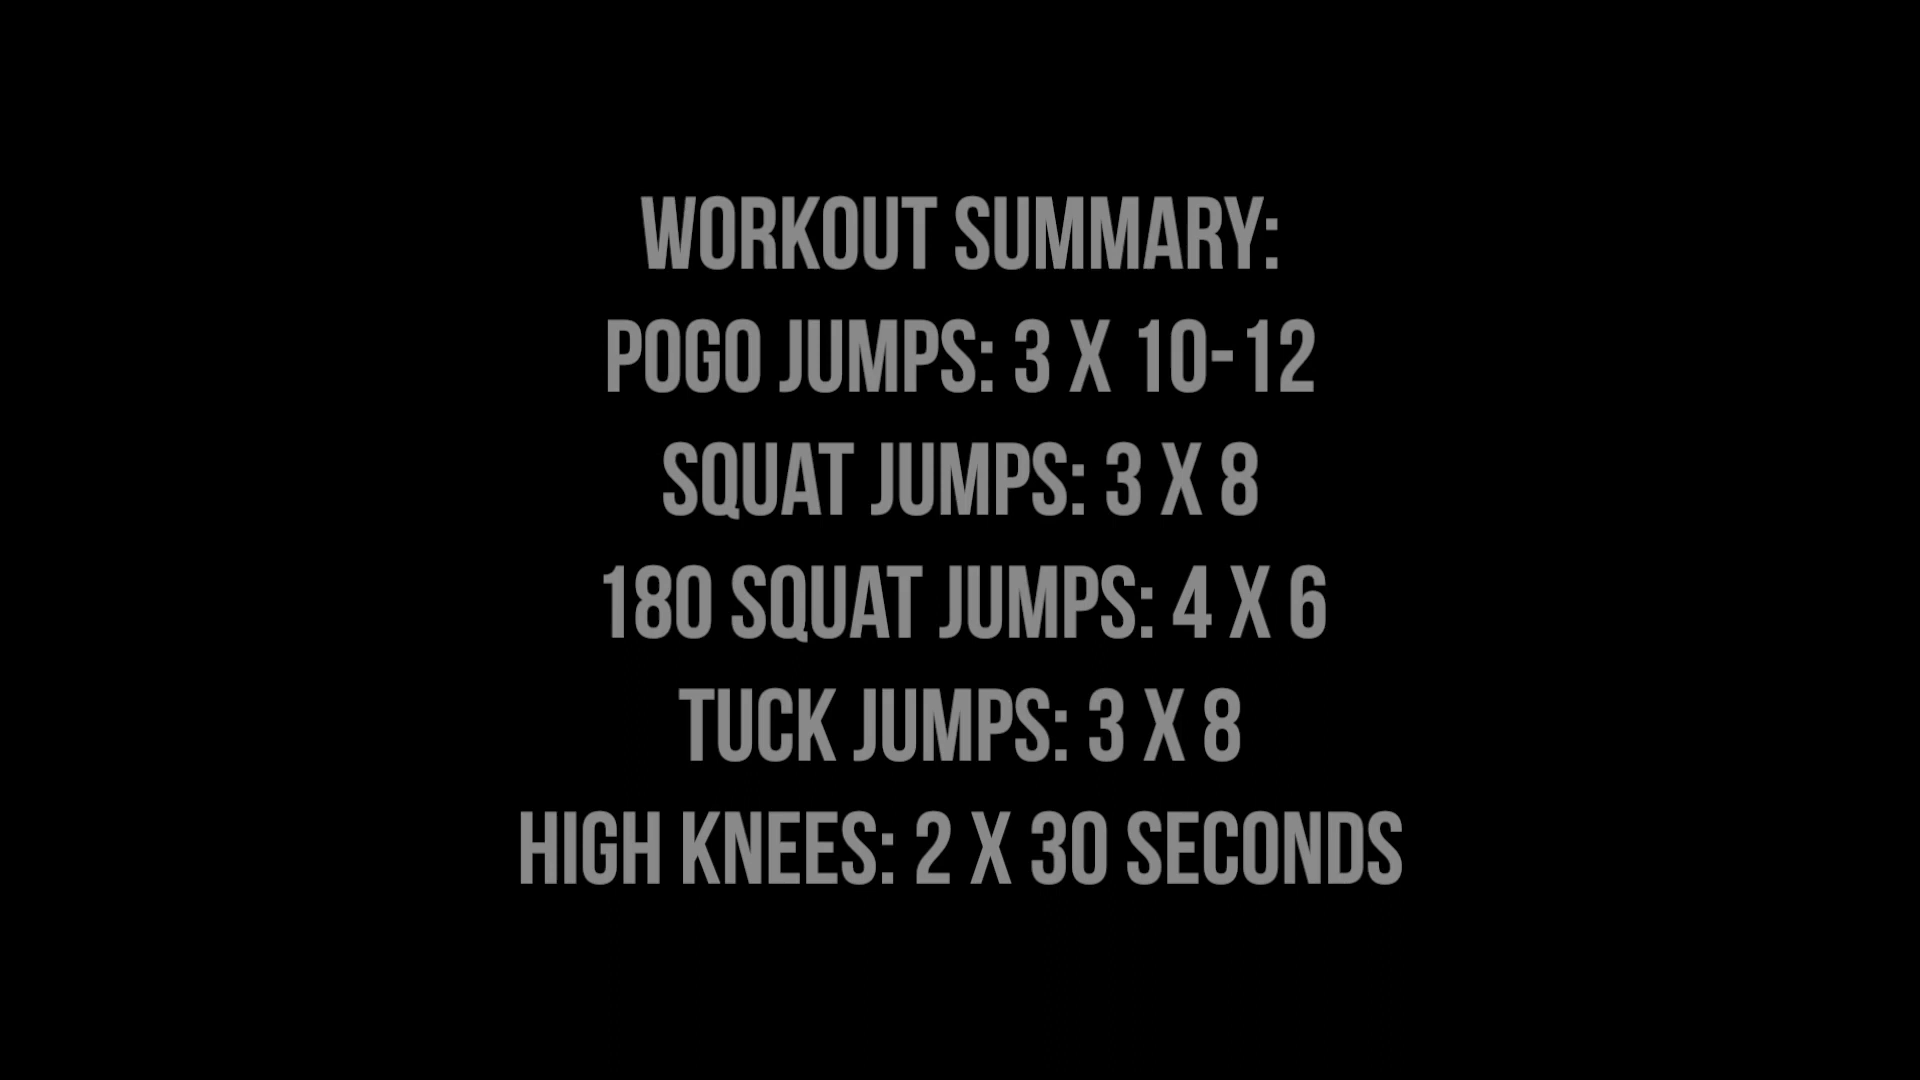 WORKOUT SUMMARY:
POGO JUMPS: 3 X 10-12
SQUAT JUMPS: 3 X 8
180 SQUAT JUMPS: 4 X 6
TUCK JUMPS: 3 X 8
HIGH KNEES: 2 X 30 SECONDS